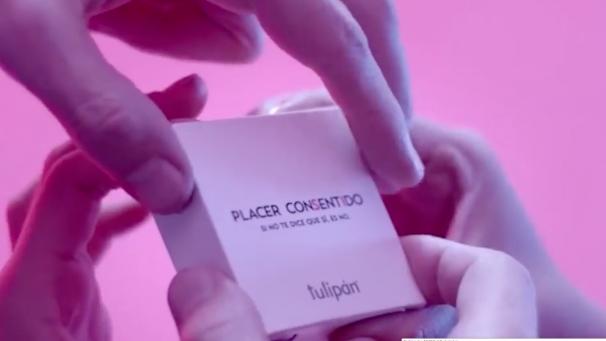 PLACER CONSENTIDO
SI NO TE DICE QUE SÍ, ES NO.
tulipán